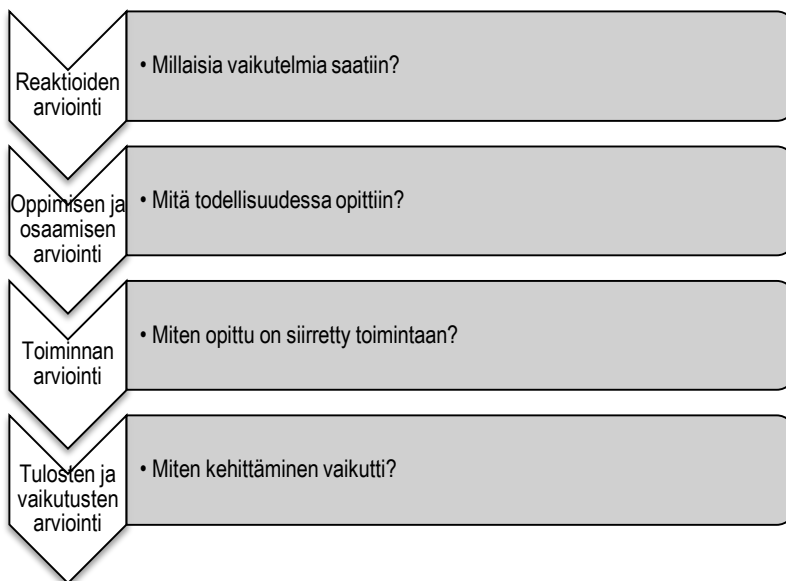 Reaktioiden
arviointi
• Millaisia vaikutelmia saatiin?
Oppimisen ja
osaamisen
arviointi
• Mitä todellisuudessa opittiin?
Toiminnan
arviointi
• Miten opittu on siirretty toimintaan?
Tulosten ja
vaikutusten
arviointi
• Miten kehittäminen vaikutti?